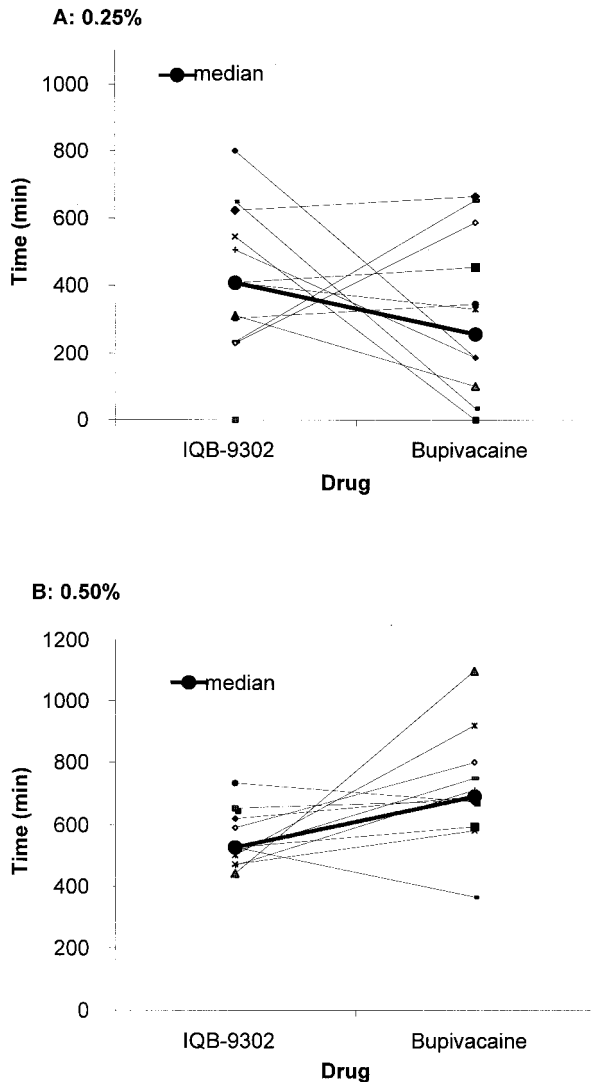 A: 0.25%
median
1000
800
600
400
200
0
Time (min)
IQB-9302 Bupivacaine
Drug
B: 0.50%
median
1200
1000
800
600
400
200
0
Time (min)
IQB-9302 Bupivacaine
Drug